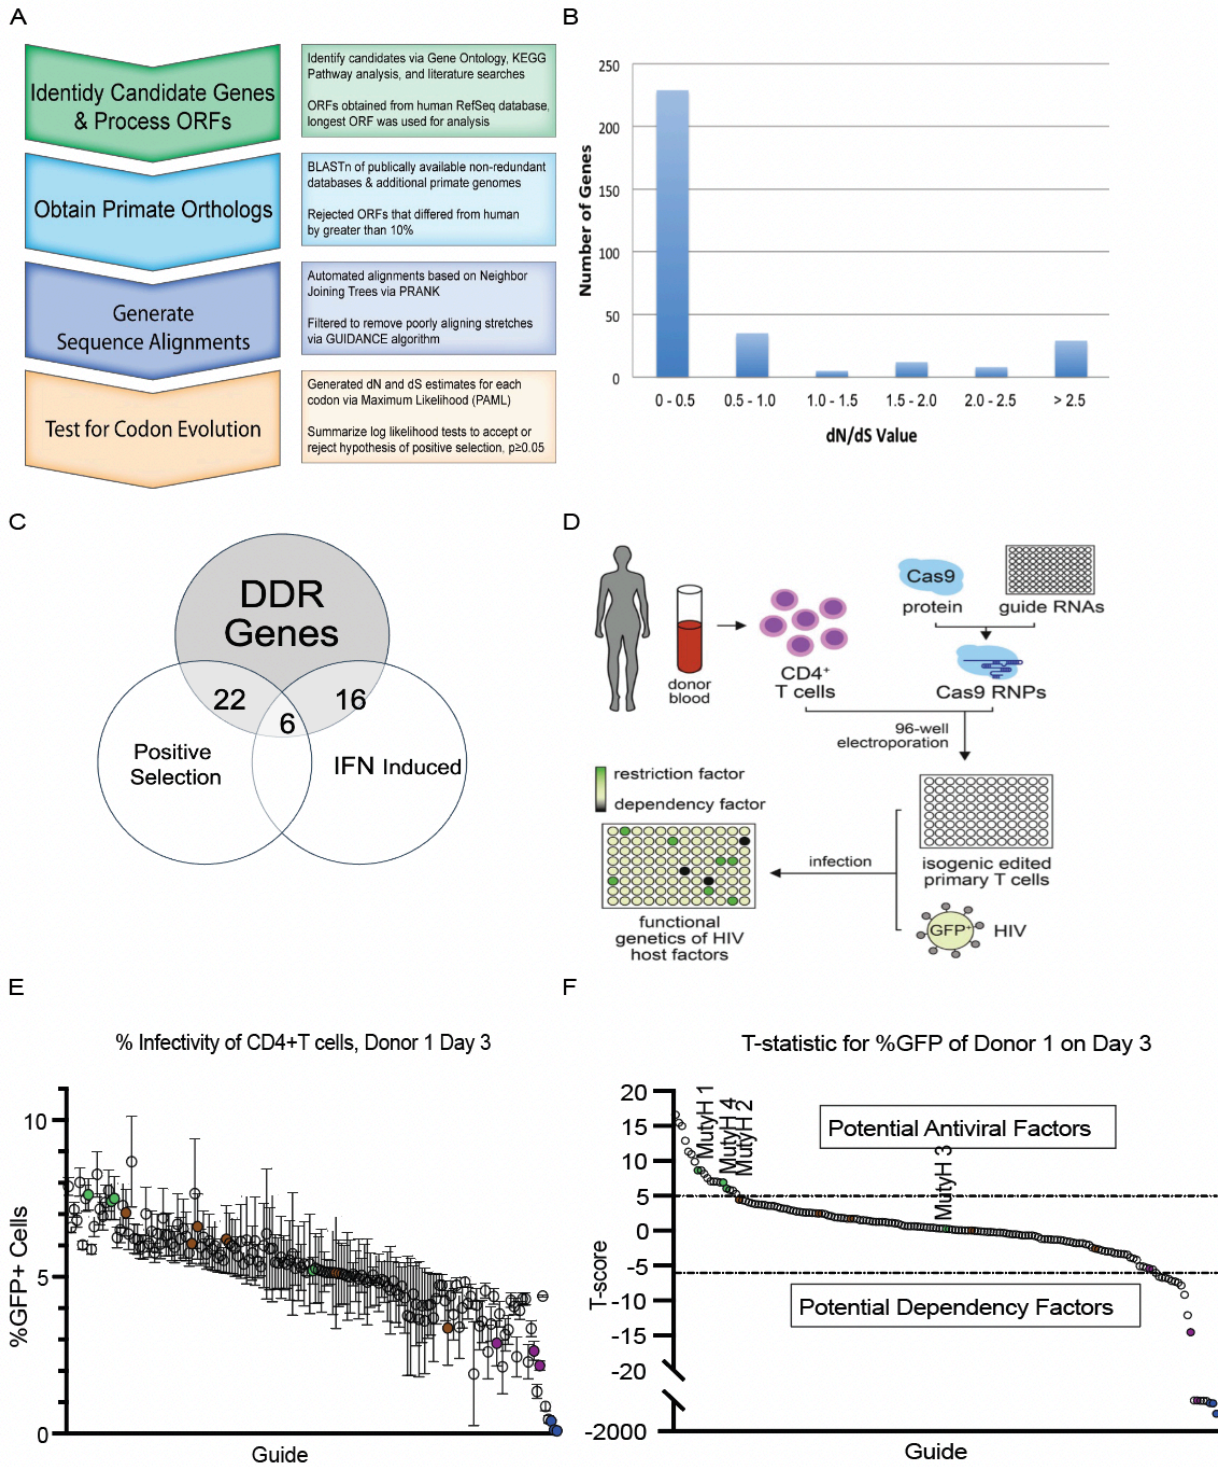 A
Identidy Candidate Genes
& Process ORFs
Identify candidates via Gene Ontology, KEGG
Pathway analysis, and literature searches
ORFs obtained from human RefSeq database,
longest ORF was used for analysis
Obtain Primate Orthologs
BLASTn of publically available non-redundant
databases & additional primate genomes
Rejected ORFs that differed from human
by greater than 10%
Generate
Sequence Alignments
Automated alignments based on Neighbor
Joining Trees via PRANK
Filtered to remove poorly aligning stretches
via GUIDANCE algorithm
Test for Codon Evolution
Generated dN and dS estimates for each
codon via Maximum Likelihood (PAML)
Summarize log likelihood tests to accept or
reject hypothesis of positive selection, p≥0.05
B
Number of Genes
250
200
150
100
50
0
0 - 0.5
0.5 - 1.0
1.0 - 1.5
1.5 - 2.0
2.0 - 2.5
> 2.5
dN/dS Value
C
DDR
Genes
22
16
6
Positive
Selection
IFN Induced
D
donor
blood
CD4+
T cells
Cas9
protein
guide RNAs
Cas9 RNPs
96-well
electroporation
restriction factor
dependency factor
isogenic edited
primary T cells
infection
GFP+
HIV
functional
genetics of HIV
host factors
E
% Infectivity of CD4+T cells, Donor 1 Day 3
%GFP+ Cells
10
5
0
Guide
F
T-statistic for %GFP of Donor 1 on Day 3
T-score
20
15
10
5
0
-5
-10
-15
-20
-2000
MutyH 1
MutyH 4
MutyH 2
MutyH 3
Potential Antiviral Factors
Potential Dependency Factors
Guide